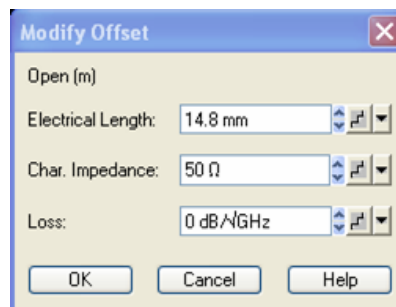 Modify Offset
Open (m)
Electrical Length: 14.8 mm
Char. Impedance: 50 Ω
Loss: 0 dB/√GHz
OK Cancel Help